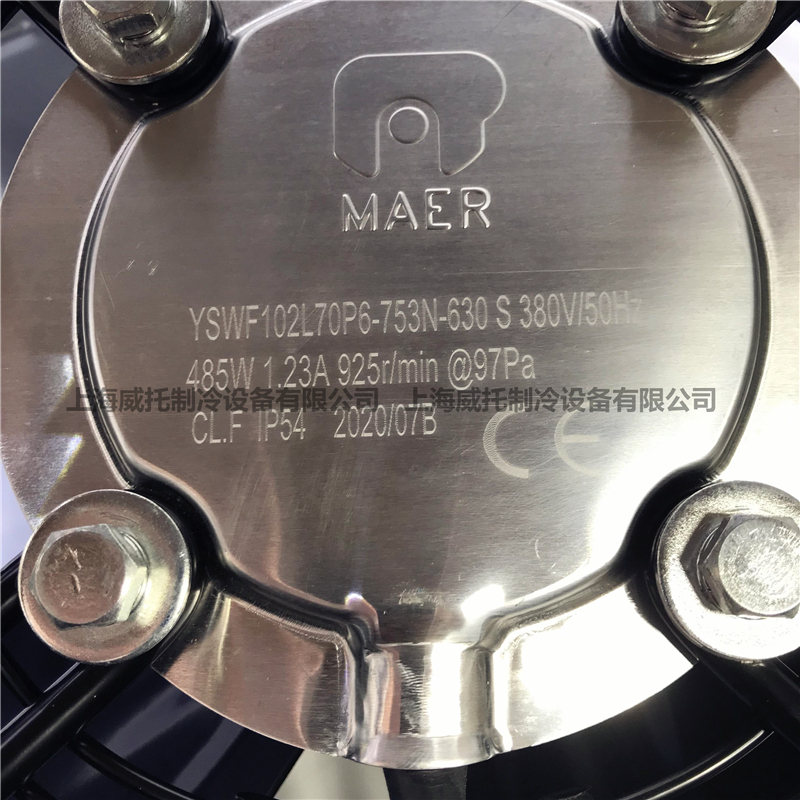 MAER
YSWF102L70P6-753N-630 S 380V/50Hz
485W 1.23A 925r/min @97Pa
上海威托制冷设备有限公司 上海威托制冷设备有限公司
CL.F IP54 2020/07B CE